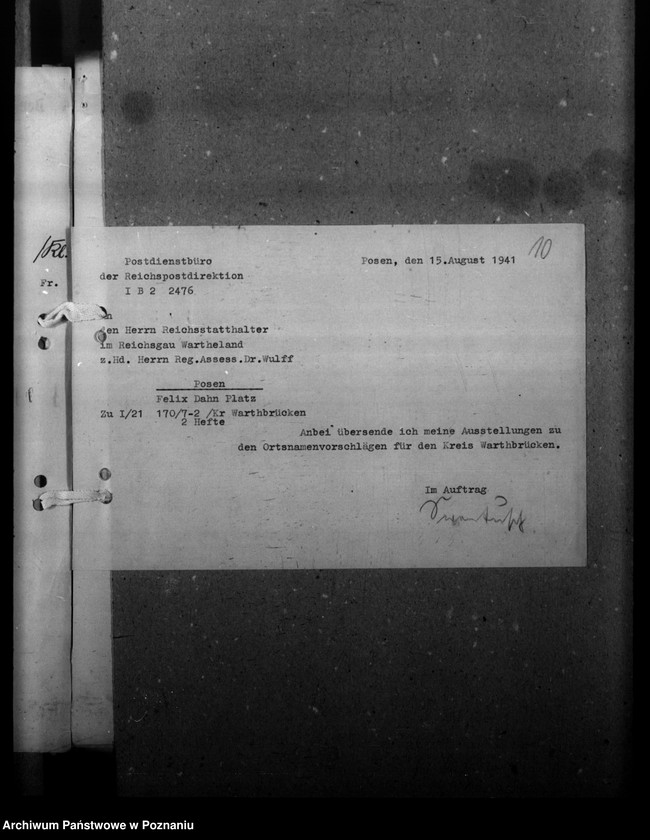 10
Postdienstbüro
Posen, den 15.August 1941
der Reichspostdirektion
I B 2 2476
Fr.
den Herrn Reichsstatthalter
im Reichsgau Wartheland
z.Hd. Herrn Reg.Assess.Dr.Wulff
Posen
Felix Dahn Platz
Zu I/21 170/7-2 /Kr Warthbrücken
2 Hefte
Anbei übersende ich meine Ausstellungen zu
den Ortsnamenvorschlägen für den Kreis Warthbrücken.
Im Auftrag
Archiwum Państwowe w Poznaniu